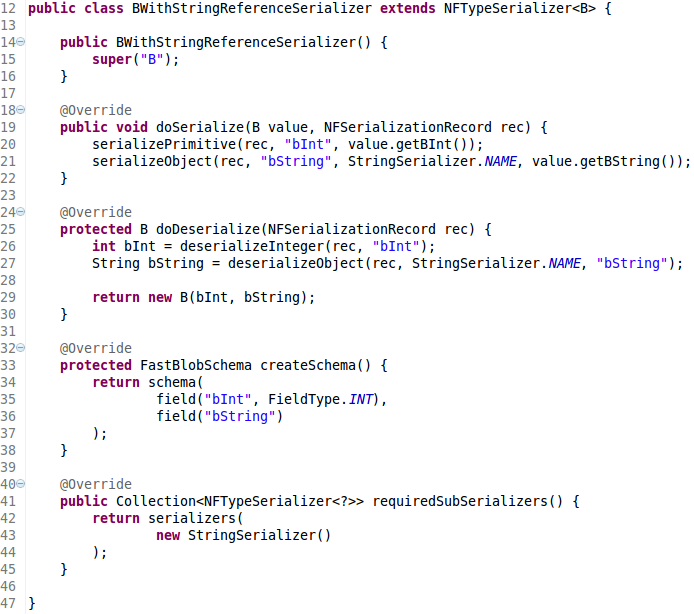 12 public class BWithStringReferenceSerializer extends NFTypeSerializer<B> {
13
14 public BWithStringReferenceSerializer() {
15 super("B");
16 }
17
18 @Override
19 public void doSerialize(B value, NFSerializationRecord rec) {
20 serializePrimitive(rec, "bInt", value.getBInt());
21 serializeObject(rec, "bString", StringSerializer.NAME, value.getBString());
22 }
23
24 @Override
25 protected B doDeserialize(NFSerializationRecord rec) {
26 int bInt = deserializeInteger(rec, "bInt");
27 String bString = deserializeObject(rec, StringSerializer.NAME, "bString");
28
29 return new B(bInt, bString);
30 }
31
32 @Override
33 protected FastBlobSchema createSchema() {
34 return schema(
35 field("bInt", FieldType.INT),
36 field("bString")
37 );
38 }
39
40 @Override
41 public Collection<NFTypeSerializer<?>> requiredSubSerializers() {
42 return serializers(
43 new StringSerializer()
44 );
45 }
46
47 }